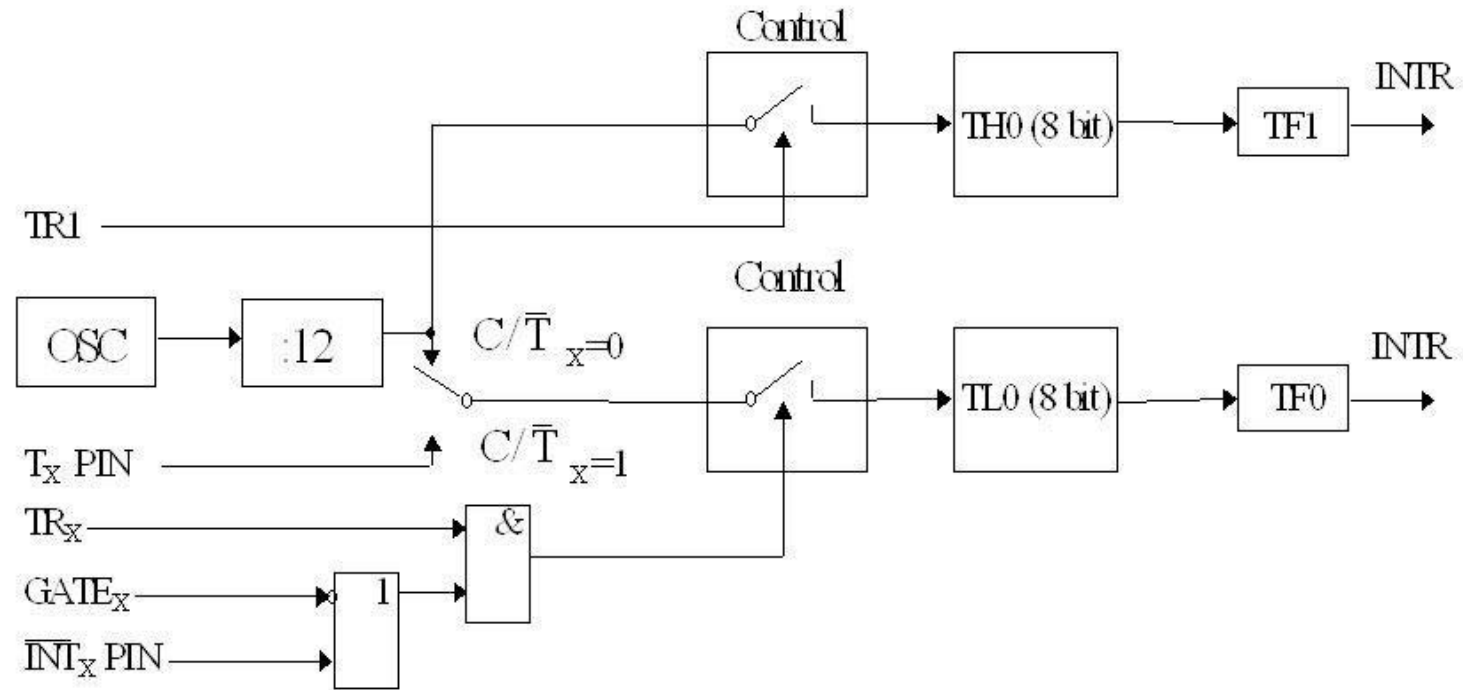 Control
INTR
TH0 (8 bit)
TF1
TR1
Control
OSC
:12
C/T̅ X=0
INTR
TL0 (8 bit)
TF0
C/T̅ X=1
TX PIN
TRX
&
GATEX
1
I̅N̅T̅X PIN